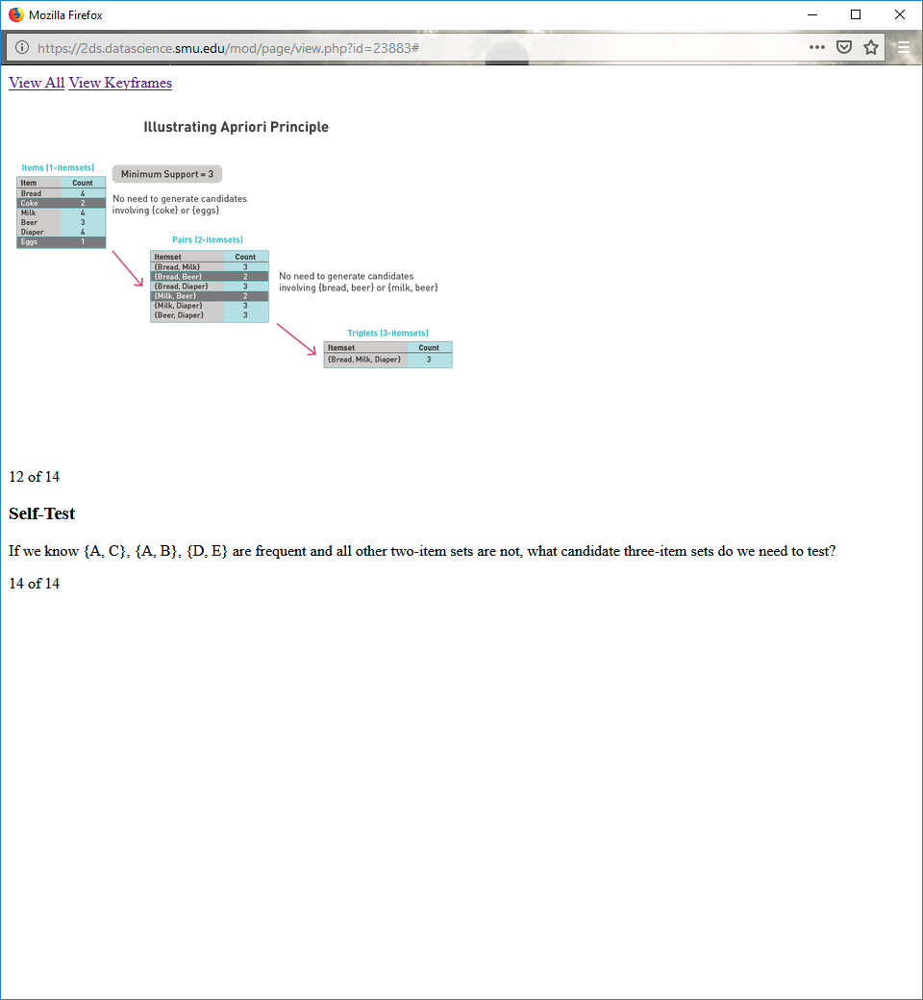 Mozilla Firefox
https://2ds.datascience.smu.edu/mod/page/view.php?id=23883#
View All View Keyframes
Illustrating Apriori Principle
Items (1-itemsets)
Item Count
Bread 4
Coke 2
Milk 4
Beer 3
Diaper 4
Eggs 1
Minimum Support = 3
No need to generate candidates
involving {coke} or {eggs}
Pairs (2-itemsets)
Itemset Count
{Bread, Milk} 3
{Bread, Beer} 2
{Bread, Diaper} 3
{Milk, Beer} 2
{Milk, Diaper} 3
{Beer, Diaper} 3
No need to generate candidates
involving {bread, beer} or {milk, beer}
Triplets (3-itemsets)
Itemset Count
{Bread, Milk, Diaper} 3
12 of 14
Self-Test
If we know {A, C}, {A, B}, {D, E} are frequent and all other two-item sets are not, what candidate three-item sets do we need to test?
14 of 14